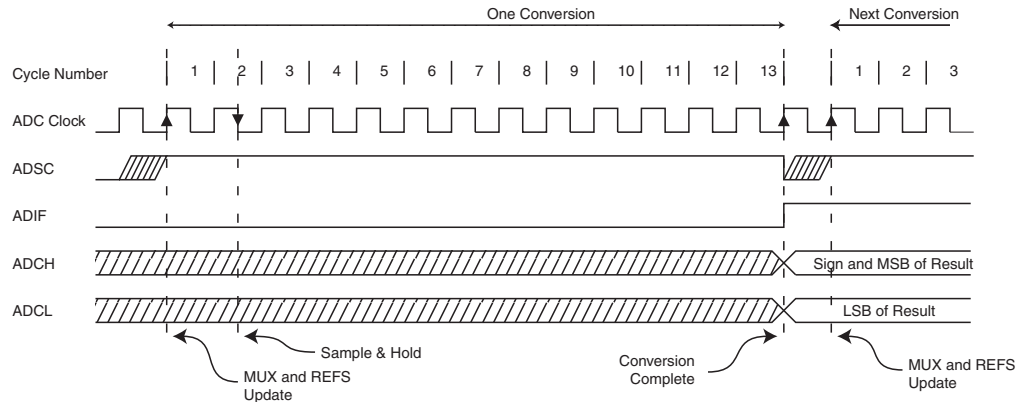 One Conversion
Next Conversion
Cycle Number
1 2 3 4 5 6 7 8 9 10 11 12 13 1 2 3
ADC Clock
ADSC
ADIF
ADCH
Sign and MSB of Result
ADCL
LSB of Result
MUX and REFS
Update
Sample & Hold
Conversion
Complete
MUX and REFS
Update